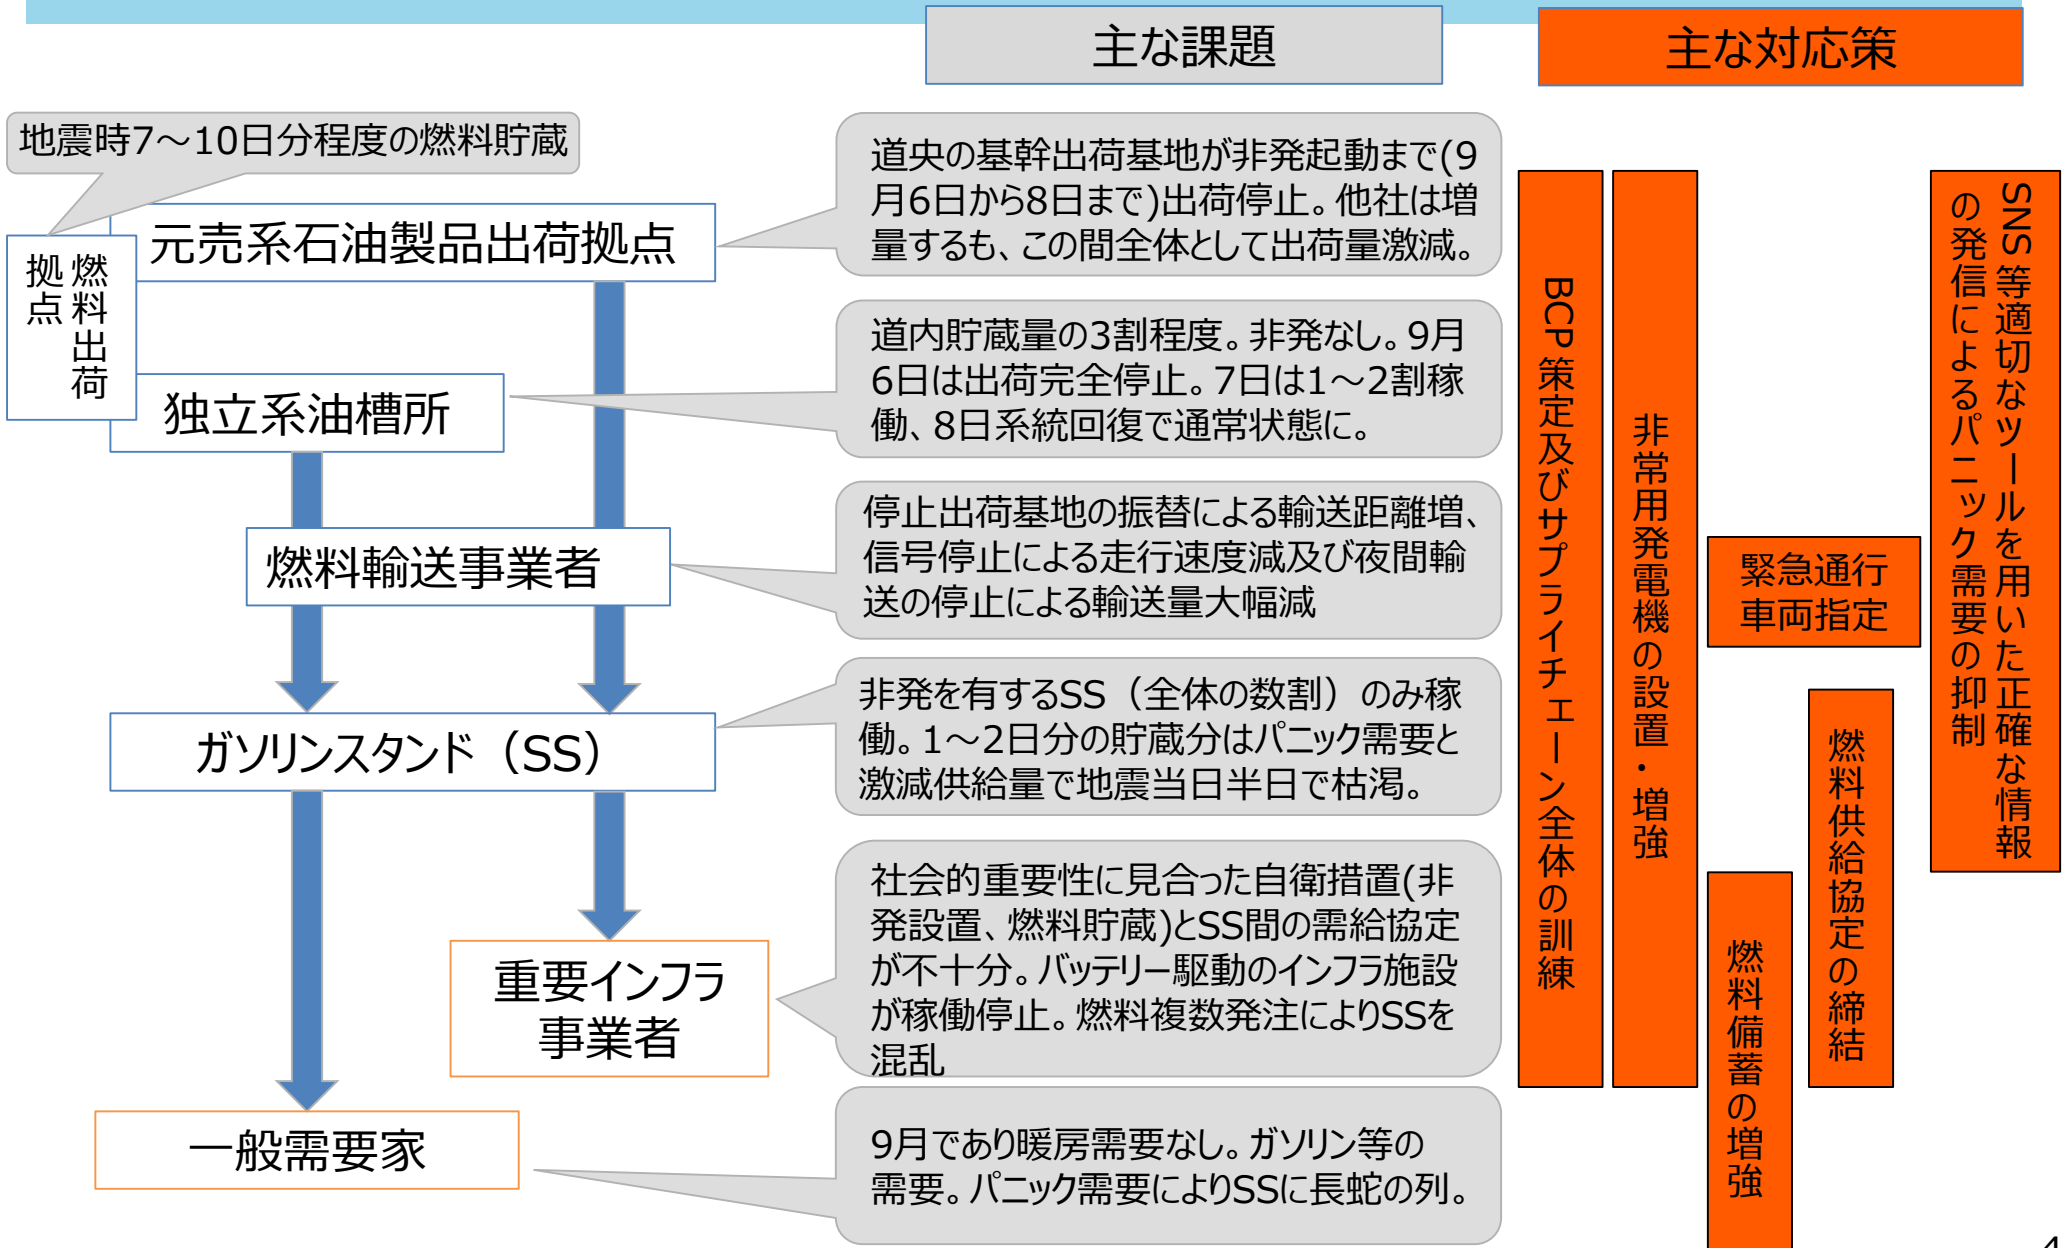 主な課題
主な対応策
地震時7～10日分程度の燃料貯蔵
元売系石油製品出荷拠点
燃料出荷
拠点
独立系油槽所
燃料輸送事業者
ガソリンスタンド（SS）
重要インフラ
事業者
一般需要家
道央の基幹出荷基地が非発起動まで(9
月6日から8日まで)出荷停止。他社は増
量するも、この間全体として出荷量激減。
道内貯蔵量の3割程度。非発なし。9月
6日は出荷完全停止。7日は1～2割稼
働、8日系統回復で通常状態に。
停止出荷基地の振替による輸送距離増、
信号停止による走行速度減及び夜間輸
送の停止による輸送量大幅減
非発を有するSS（全体の数割）のみ稼
働。1～2日分の貯蔵分はパニック需要と
激減供給量で地震当日半日で枯渇。
社会的重要性に見合った自衛措置(非
発設置、燃料貯蔵)とSS間の需給協定
が不十分。バッテリー駆動のインフラ施設
が稼働停止。燃料複数発注によりSSを
混乱
9月であり暖房需要なし。ガソリン等の
需要。パニック需要によりSSに長蛇の列。
BCP策定及びサプライチェーン全体の訓練
非常用発電機の設置・増強
緊急通行
車両指定
燃料備蓄の増強
燃料供給協定の締結
SNS等適切なツールを用いた正確な情報
の発信によるパニック需要の抑制